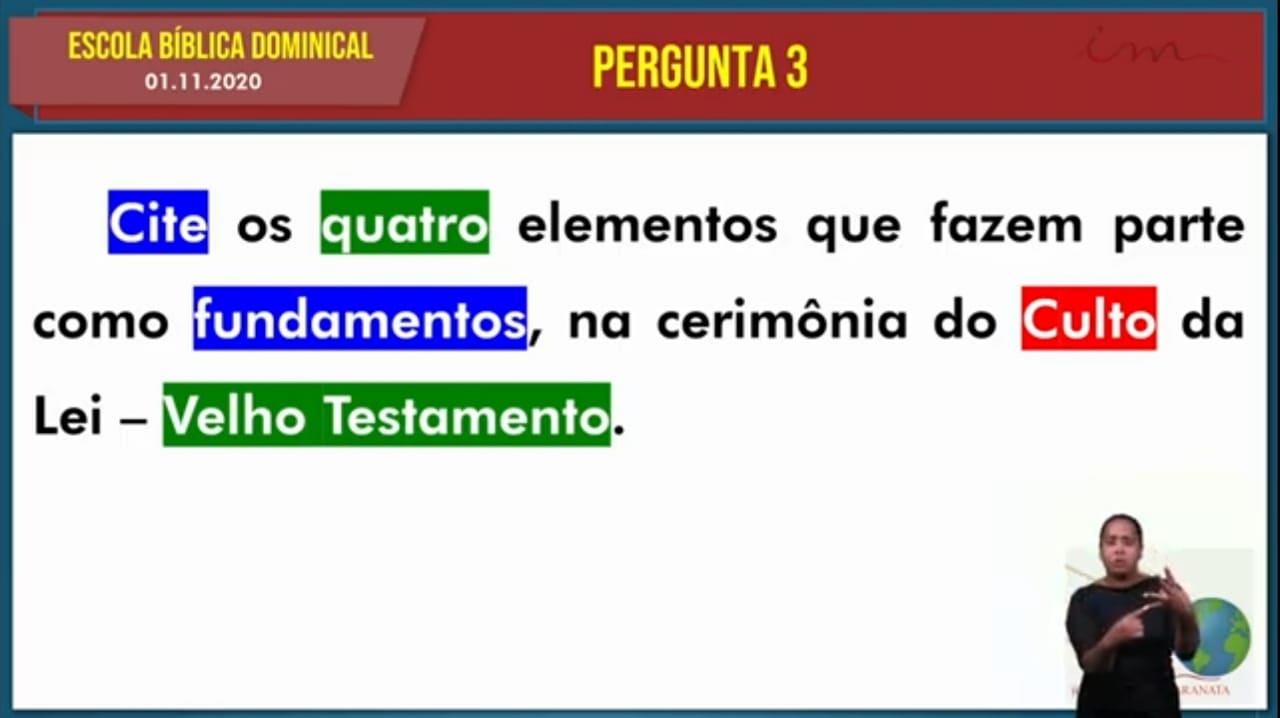 ESCOLA BÍBLICA DOMINICAL
01.11.2020
PERGUNTA 3
im
Cite os quatro elementos que fazem parte
como fundamentos, na cerimônia do Culto da
Lei – Velho Testamento.
ARANATA